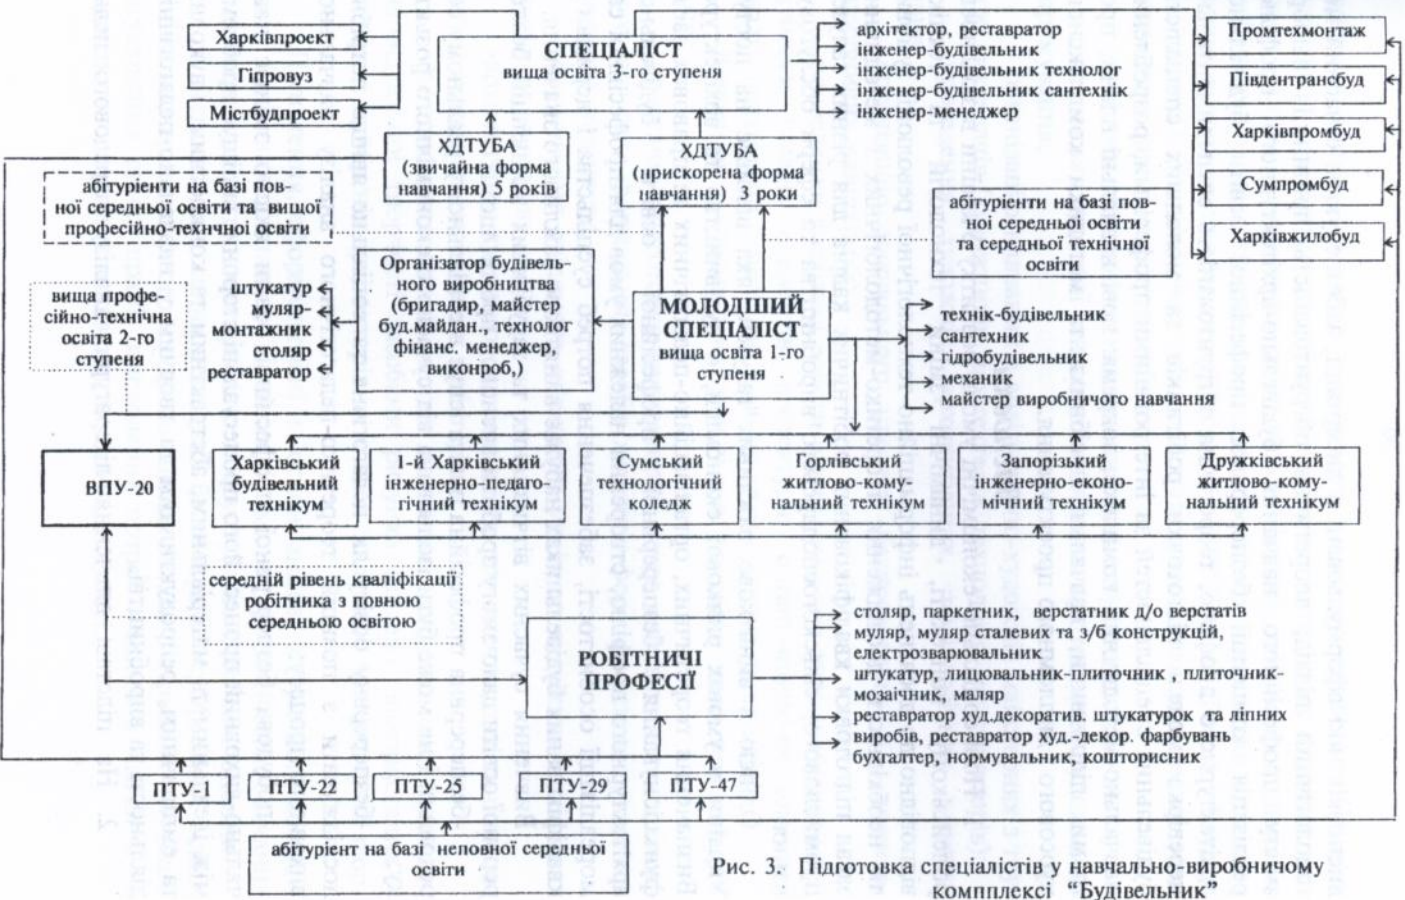 Харківпроект
Гіпровуз
Містбудпроект
СПЕЦІАЛІСТ
вища освіта 3-го ступеня
архітектор, реставратор
інженер-будівельник
інженер-будівельник технолог
інженер-будівельник сантехнік
інженер-менеджер
Промтехмонтаж
Південтрансбуд
Харківпромбуд
Сумпромбуд
Харківжилобуд
ХДТУБА
(звичайна форма
навчання) 5 років
ХДТУБА
(прискорена форма
навчання) 3 роки
абітурієнти на базі пов-
ної середньої освіти та вищої
професійно-технчної освіти
абітурієнти на базі пов-
ної середньої освіти
та середньої технічної
освіти
вища профе-
сійно-технічна
освіта 2-го
ступеня
штукатур
муляр-
монтажник
столяр
реставратор
Організатор будівель-
ного виробництва
(бригадир, майстер
буд.майдан., технолог
фінанс. менеджер,
виконроб,)
МОЛОДШИЙ
СПЕЦІАЛІСТ
вища освіта 1-го
ступеня
технік-будівельник
сантехник
гідробудівельник
механик
майстер виробничого навчання
ВПУ-20
Харківський
будівельний
технікум
1-й Харківський
інженерно-педаго-
гічний технікум
Сумський
технологічний
коледж
Горлівський
житлово-кому-
нальний технікум
Запорізький
інженерно-еконо-
мічний технікум
Дружківський
житлово-кому-
нальний технікум
середній рівень кваліфікації
робітника з повною
середньою освітою
РОБІТНИЧІ
ПРОФЕСІЇ
столяр, паркетник, верстатник д/о верстатів
муляр, муляр сталевих та з/б конструкцій,
електрозварювальник
штукатур, лицювальник-плиточник , плиточник-
мозаічник, маляр
реставратор худ.декоратив. штукатурок та ліпних
виробів, реставратор худ.-декор. фарбувань
бухгалтер, нормувальник, кошторисник
ПТУ-1
ПТУ-22
ПТУ-25
ПТУ-29
ПТУ-47
абітурієнт на базі неповної середньої
освіти
Рис. 3. Підготовка спеціалістів у навчально-виробничому
компплексі “Будівельник”